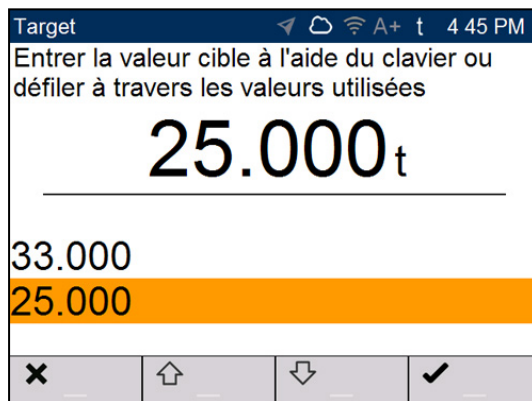 Target A+ t 4 45 PM
Entrer la valeur cible à l'aide du clavier ou
défiler à travers les valeurs utilisées
25.000 t
33.000
25.000